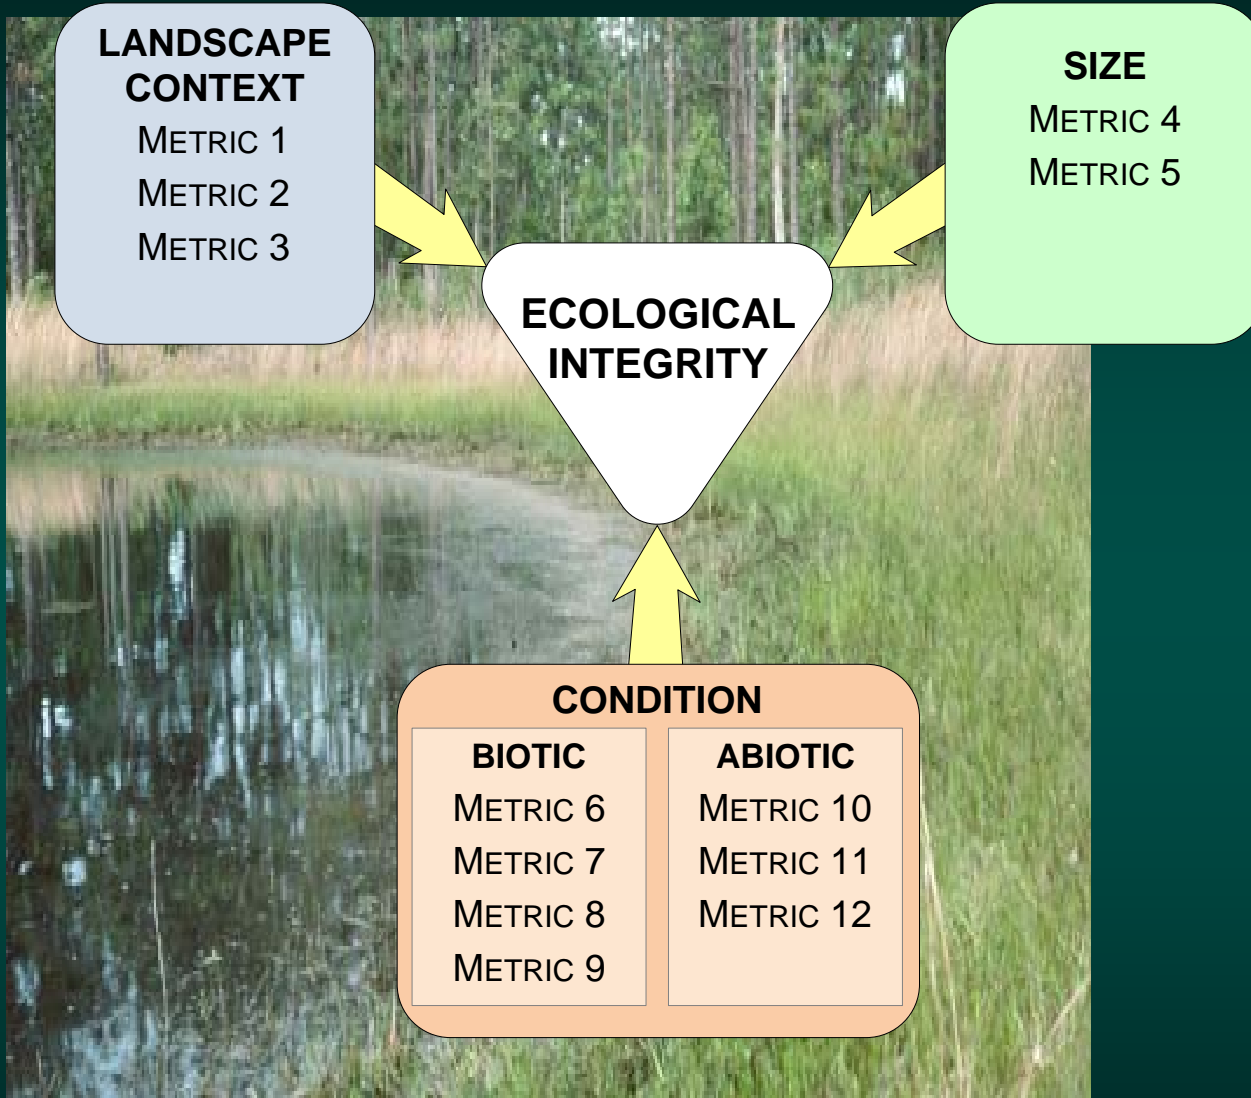 LANDSCAPE
CONTEXT
METRIC 1
METRIC 2
METRIC 3
SIZE
METRIC 4
METRIC 5
ECOLOGICAL
INTEGRITY
CONDITION
BIOTIC
METRIC 6
METRIC 7
METRIC 8
METRIC 9
ABIOTIC
METRIC 10
METRIC 11
METRIC 12